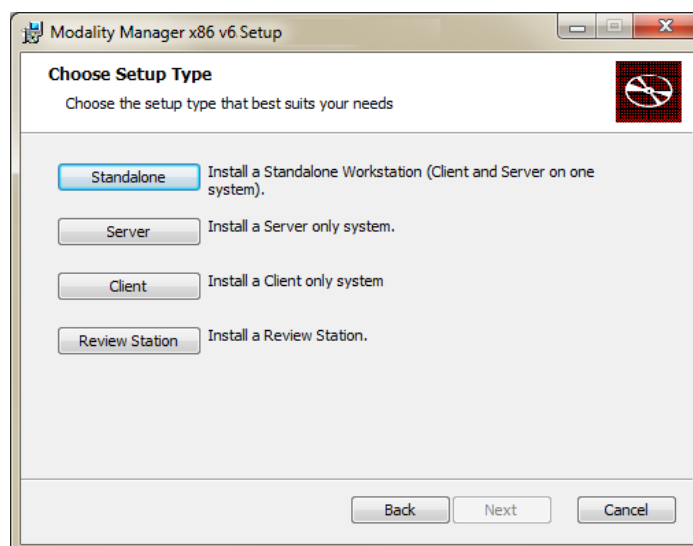 Modality Manager x86 v6 Setup
Choose Setup Type
Choose the setup type that best suits your needs
Standalone
Install a Standalone Workstation (Client and Server on one
system).
Server
Install a Server only system.
Client
Install a Client only system
Review Station
Install a Review Station.
Back
Next
Cancel